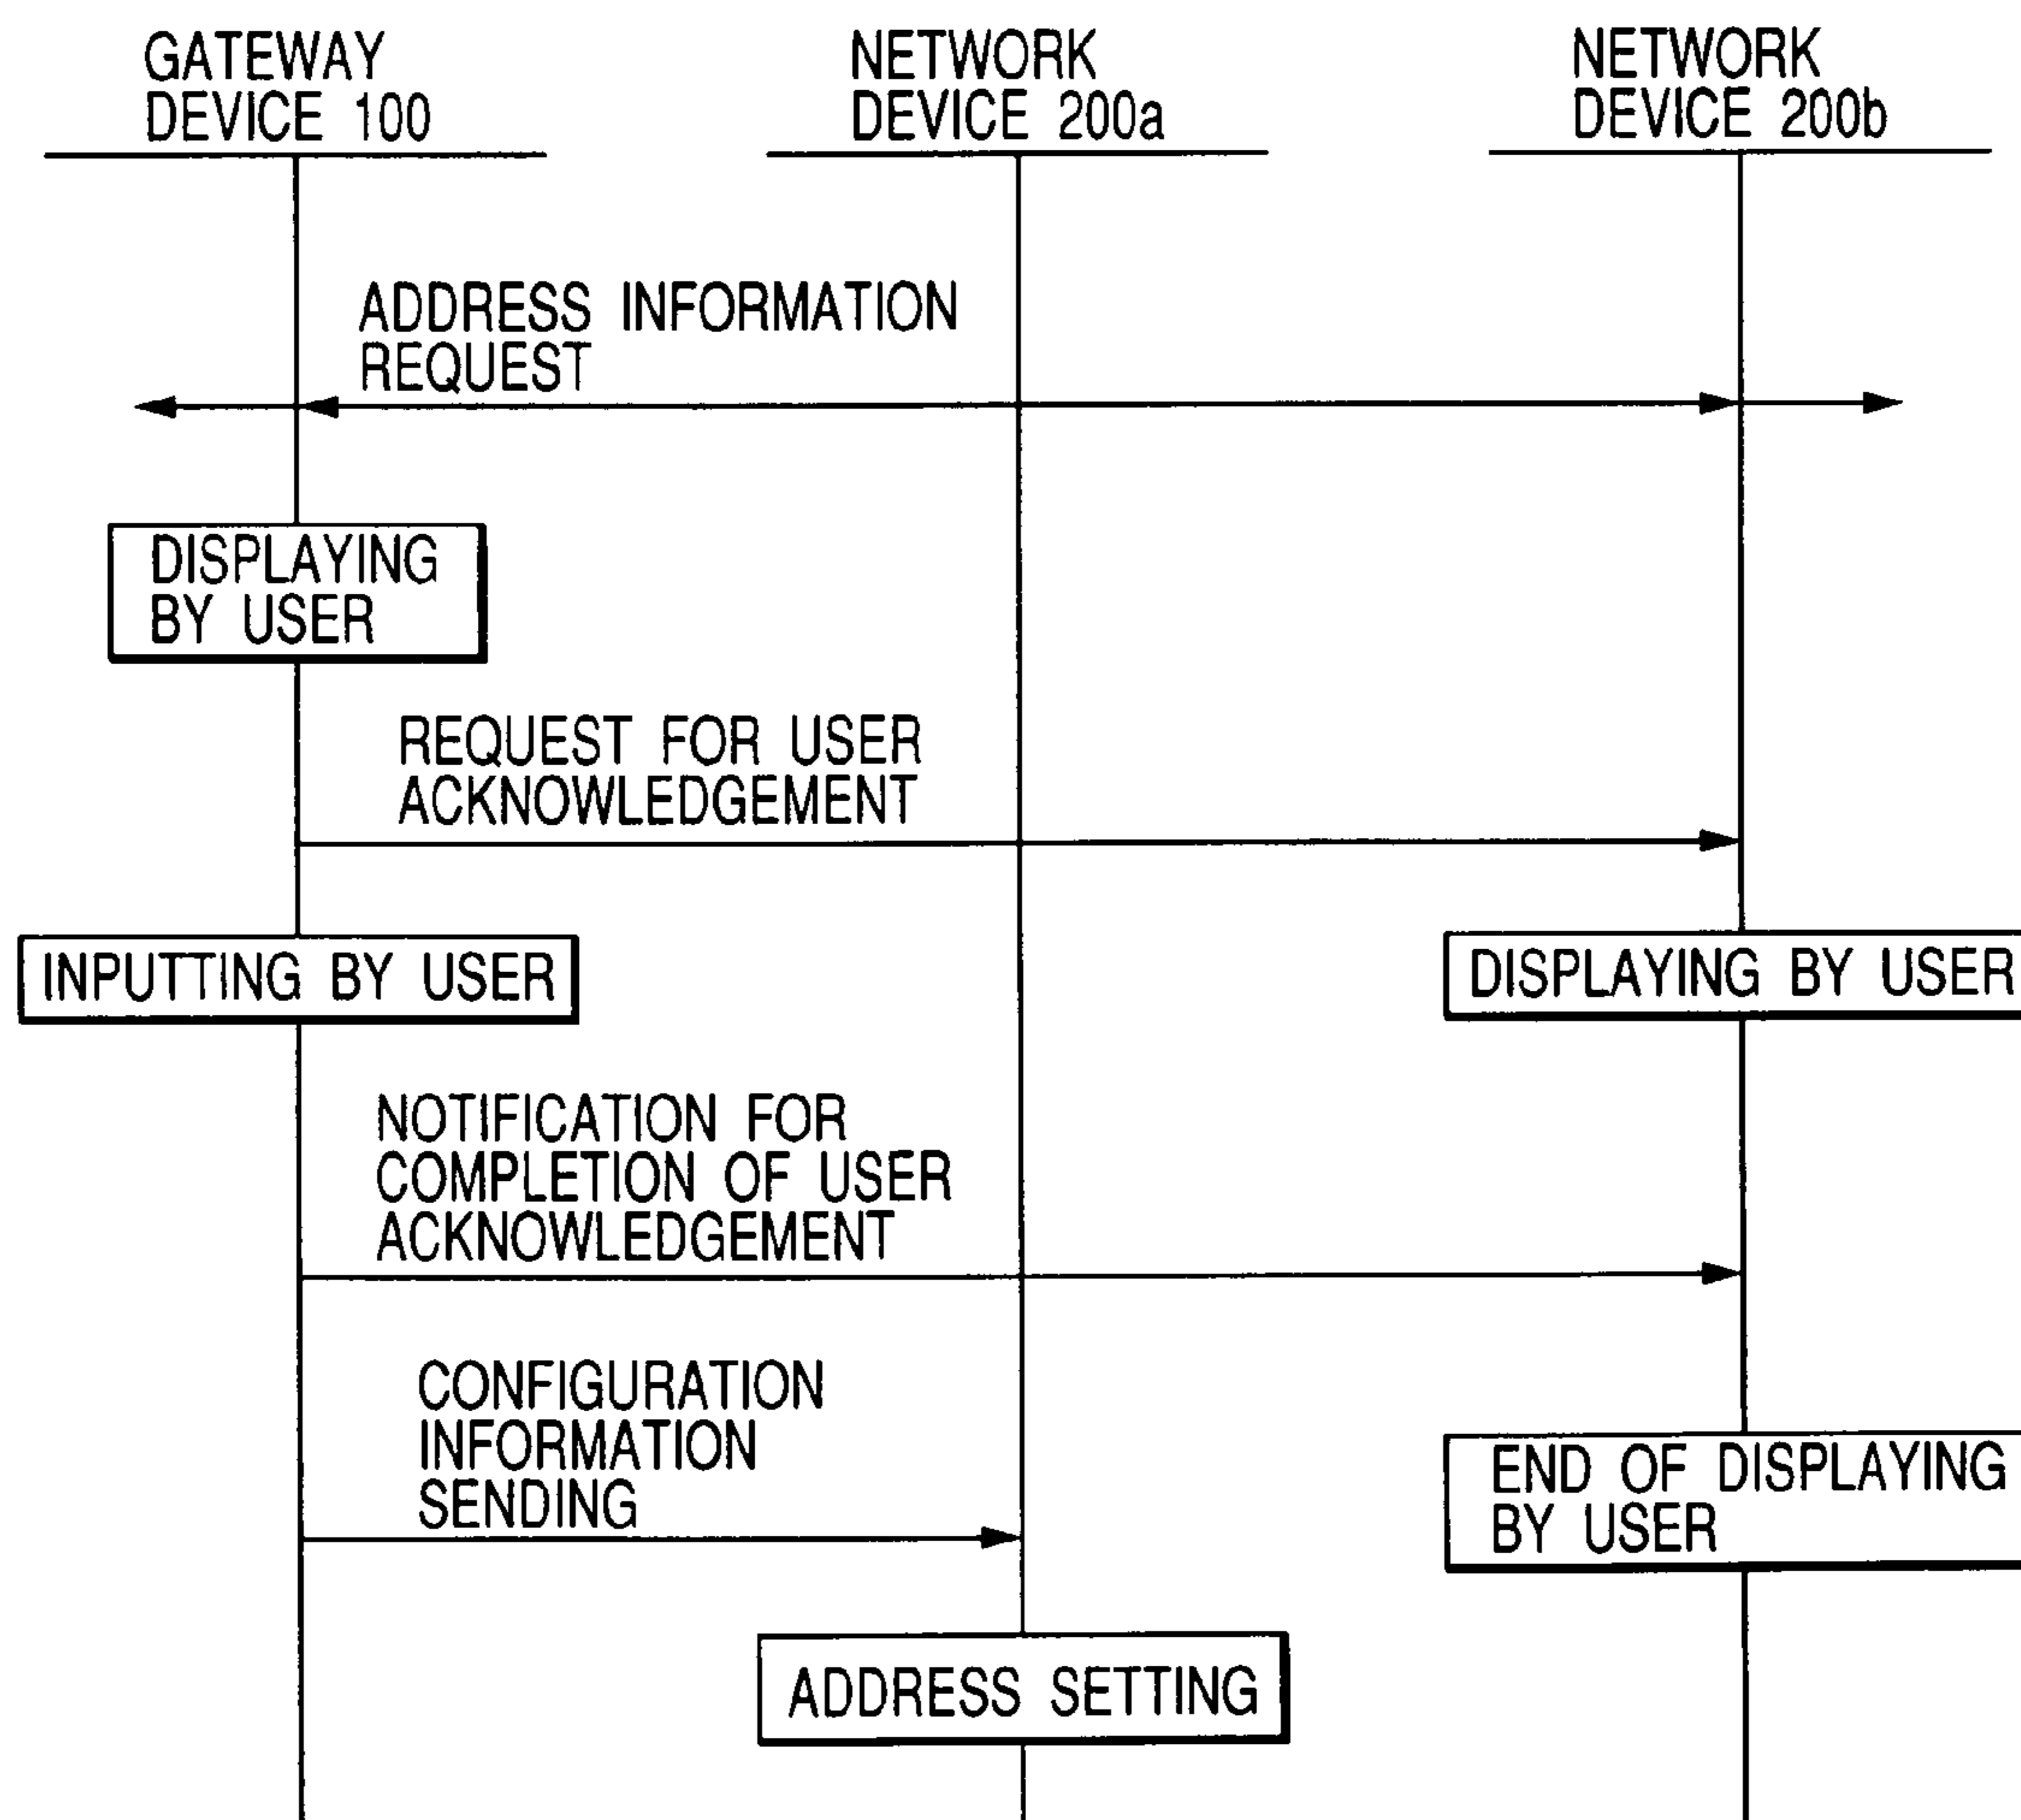 GATEWAY
DEVICE 100
NETWORK
DEVICE 200a
NETWORK
DEVICE 200b
ADDRESS INFORMATION
REQUEST
DISPLAYING
BY USER
REQUEST FOR USER
ACKNOWLEDGEMENT
INPUTTING BY USER
DISPLAYING BY USER
NOTIFICATION FOR
COMPLETION OF USER
ACKNOWLEDGEMENT
CONFIGURATION
INFORMATION
SENDING
END OF DISPLAYING
BY USER
ADDRESS SETTING